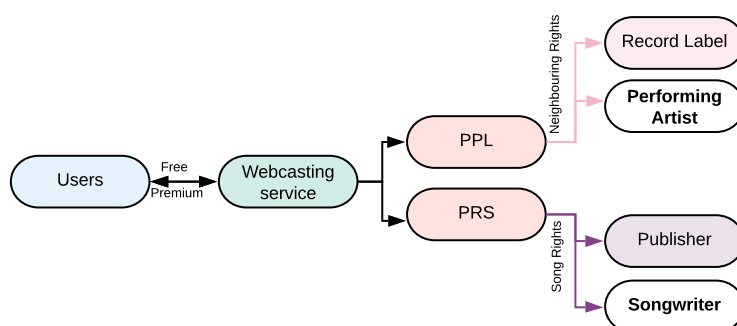 Users
Free
Premium
Webcasting
service
PPL
PRS
Neighbouring Rights
Song Rights
Record Label
Performing
Artist
Publisher
Songwriter